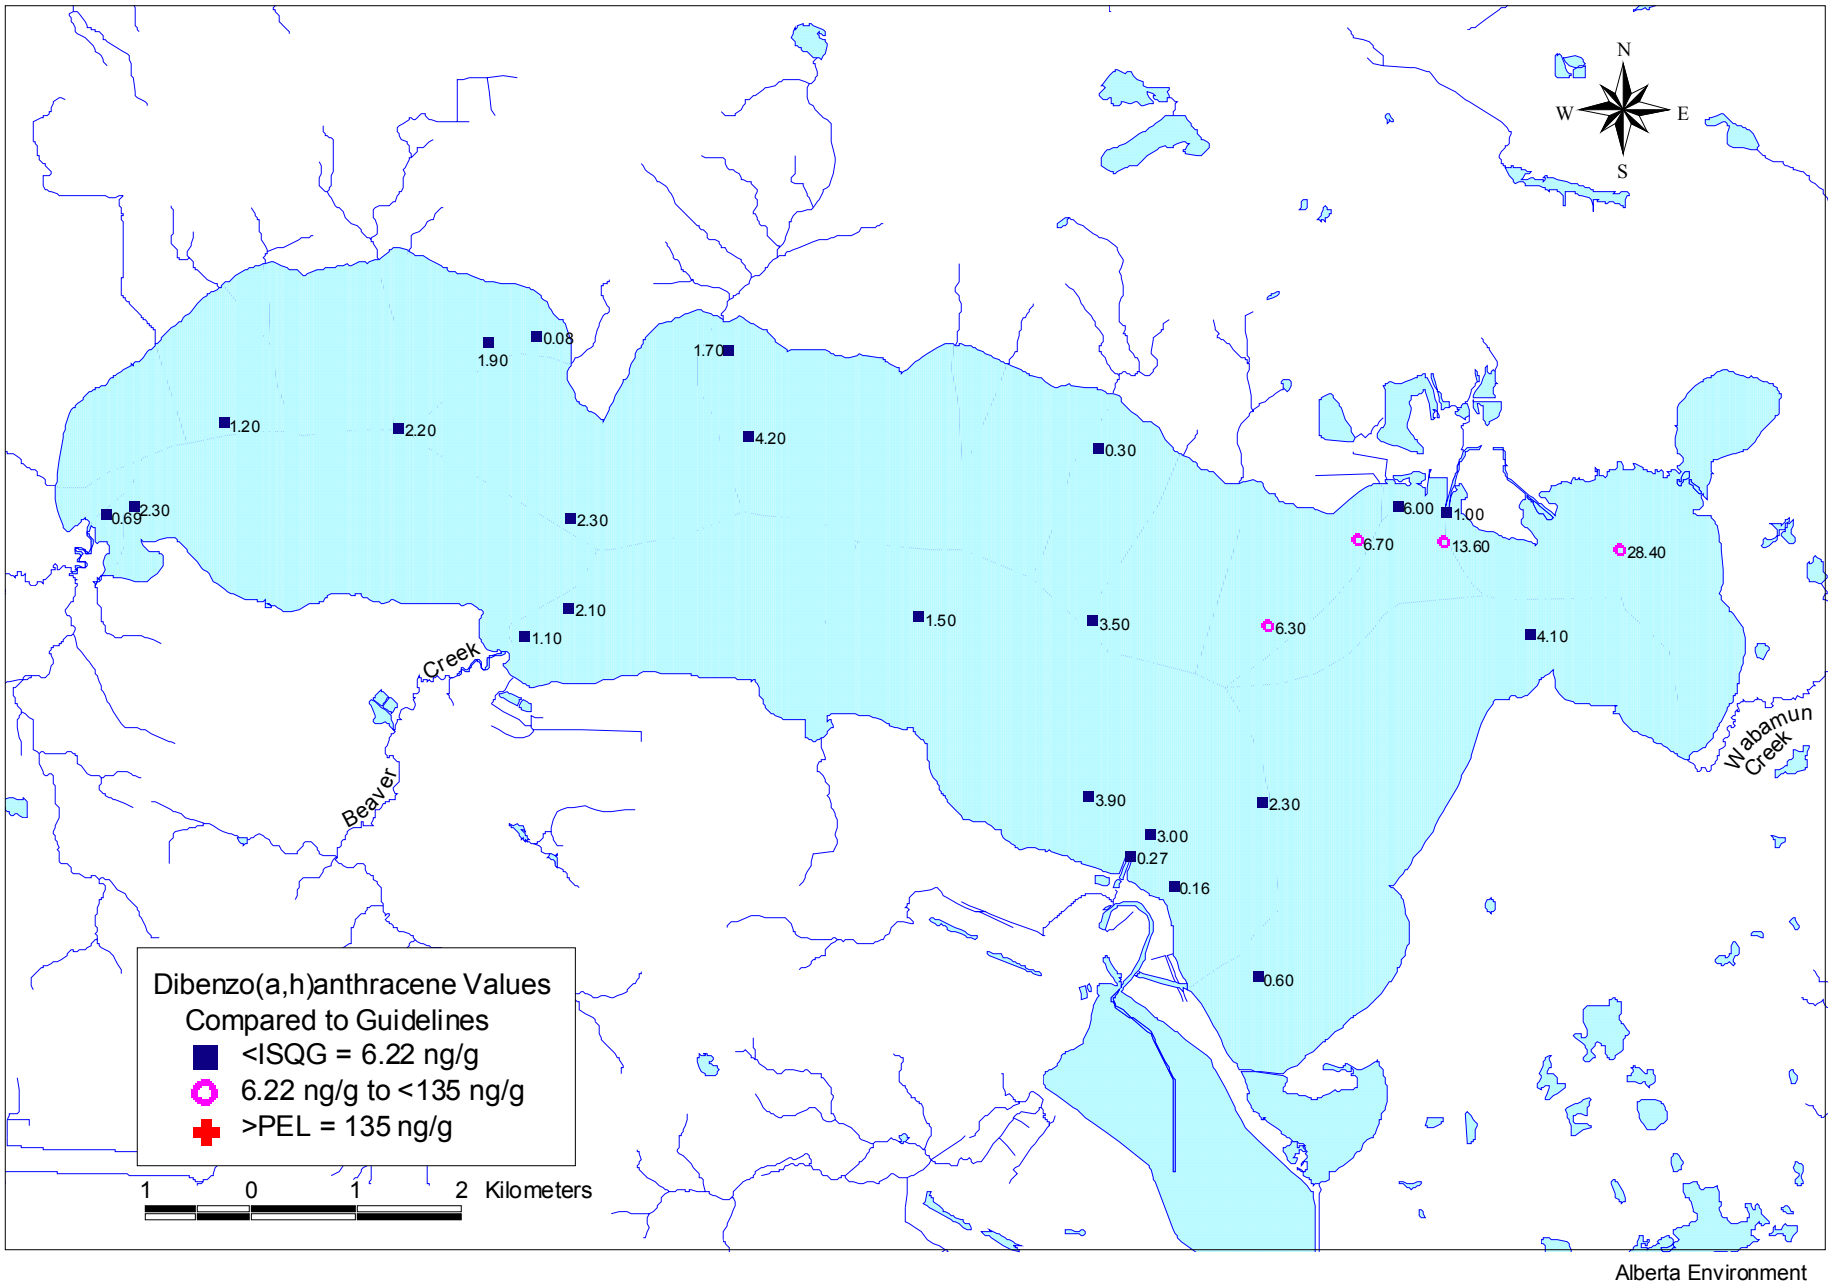 N
W E
S
0.08
1.90
1.70
1.20
2.20
4.20
0.30
2.30
0.69
2.30
6.00
1.00
6.70
13.60
28.40
2.10
1.10
1.50
3.50
6.30
4.10
Creek
Beaver
Wabamun
Creek
3.90
2.30
3.00
0.27
0.16
0.60
Dibenzo(a,h)anthracene Values
Compared to Guidelines
<ISQG = 6.22 ng/g
6.22 ng/g to <135 ng/g
>PEL = 135 ng/g
1 0 1 2 Kilometers
Alberta Environment